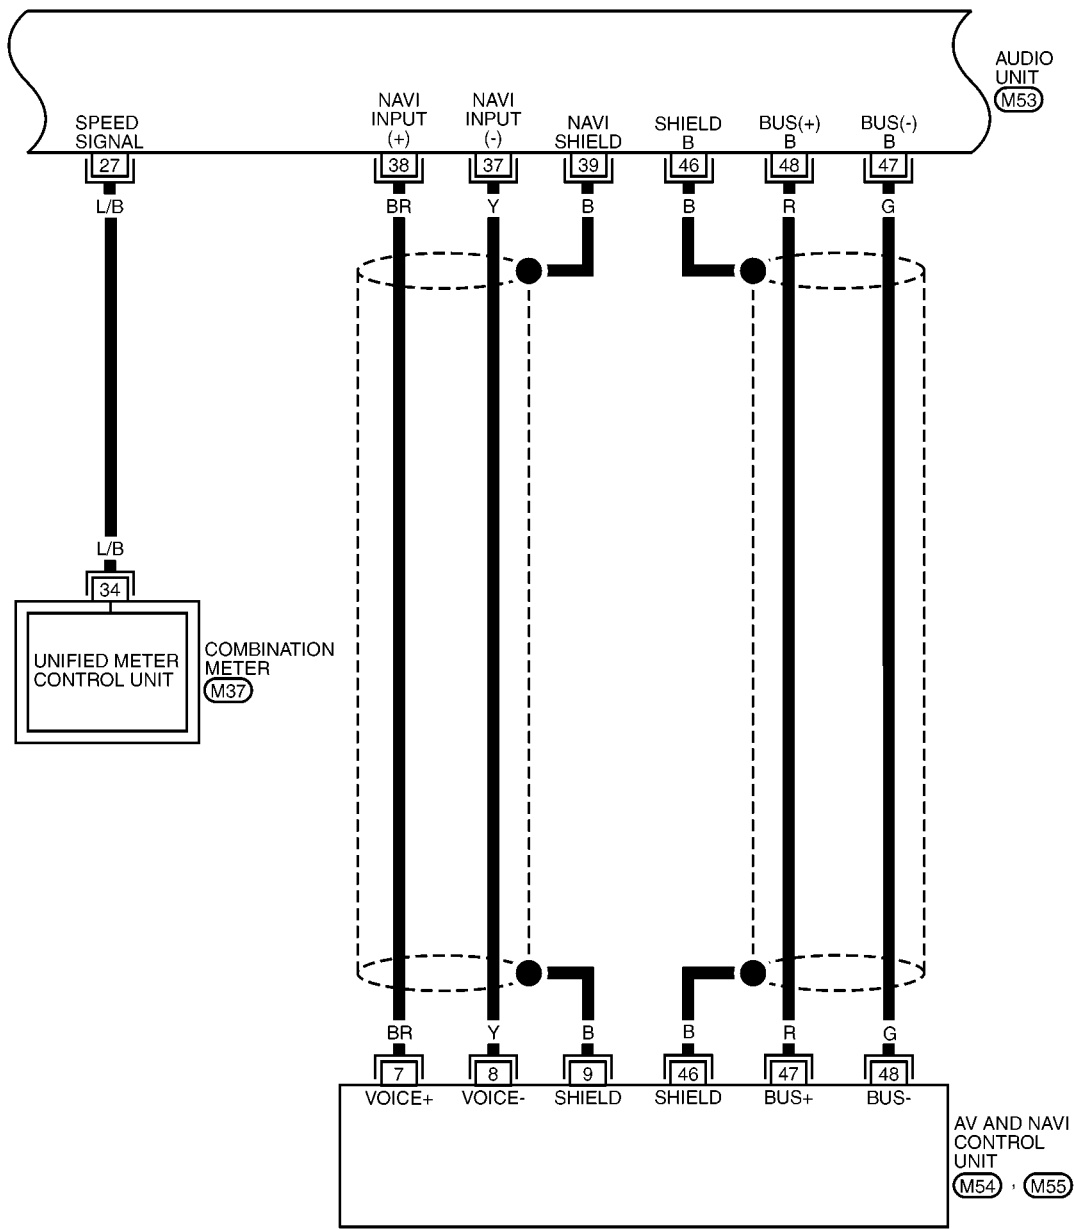 AUDIO
UNIT
M53
SPEED
SIGNAL
NAVI
INPUT
(+)
NAVI
INPUT
(-)
NAVI
SHIELD
SHIELD
B
BUS(+)
B
BUS(-)
B
27
38
37
39
46
48
47
L/B
BR
Y
B
B
R
G
L/B
34
UNIFIED METER
CONTROL UNIT
COMBINATION
METER
M37
BR
Y
B
B
R
G
7
8
9
46
47
48
VOICE+
VOICE-
SHIELD
SHIELD
BUS+
BUS-
AV AND NAVI
CONTROL
UNIT
M54 , M55